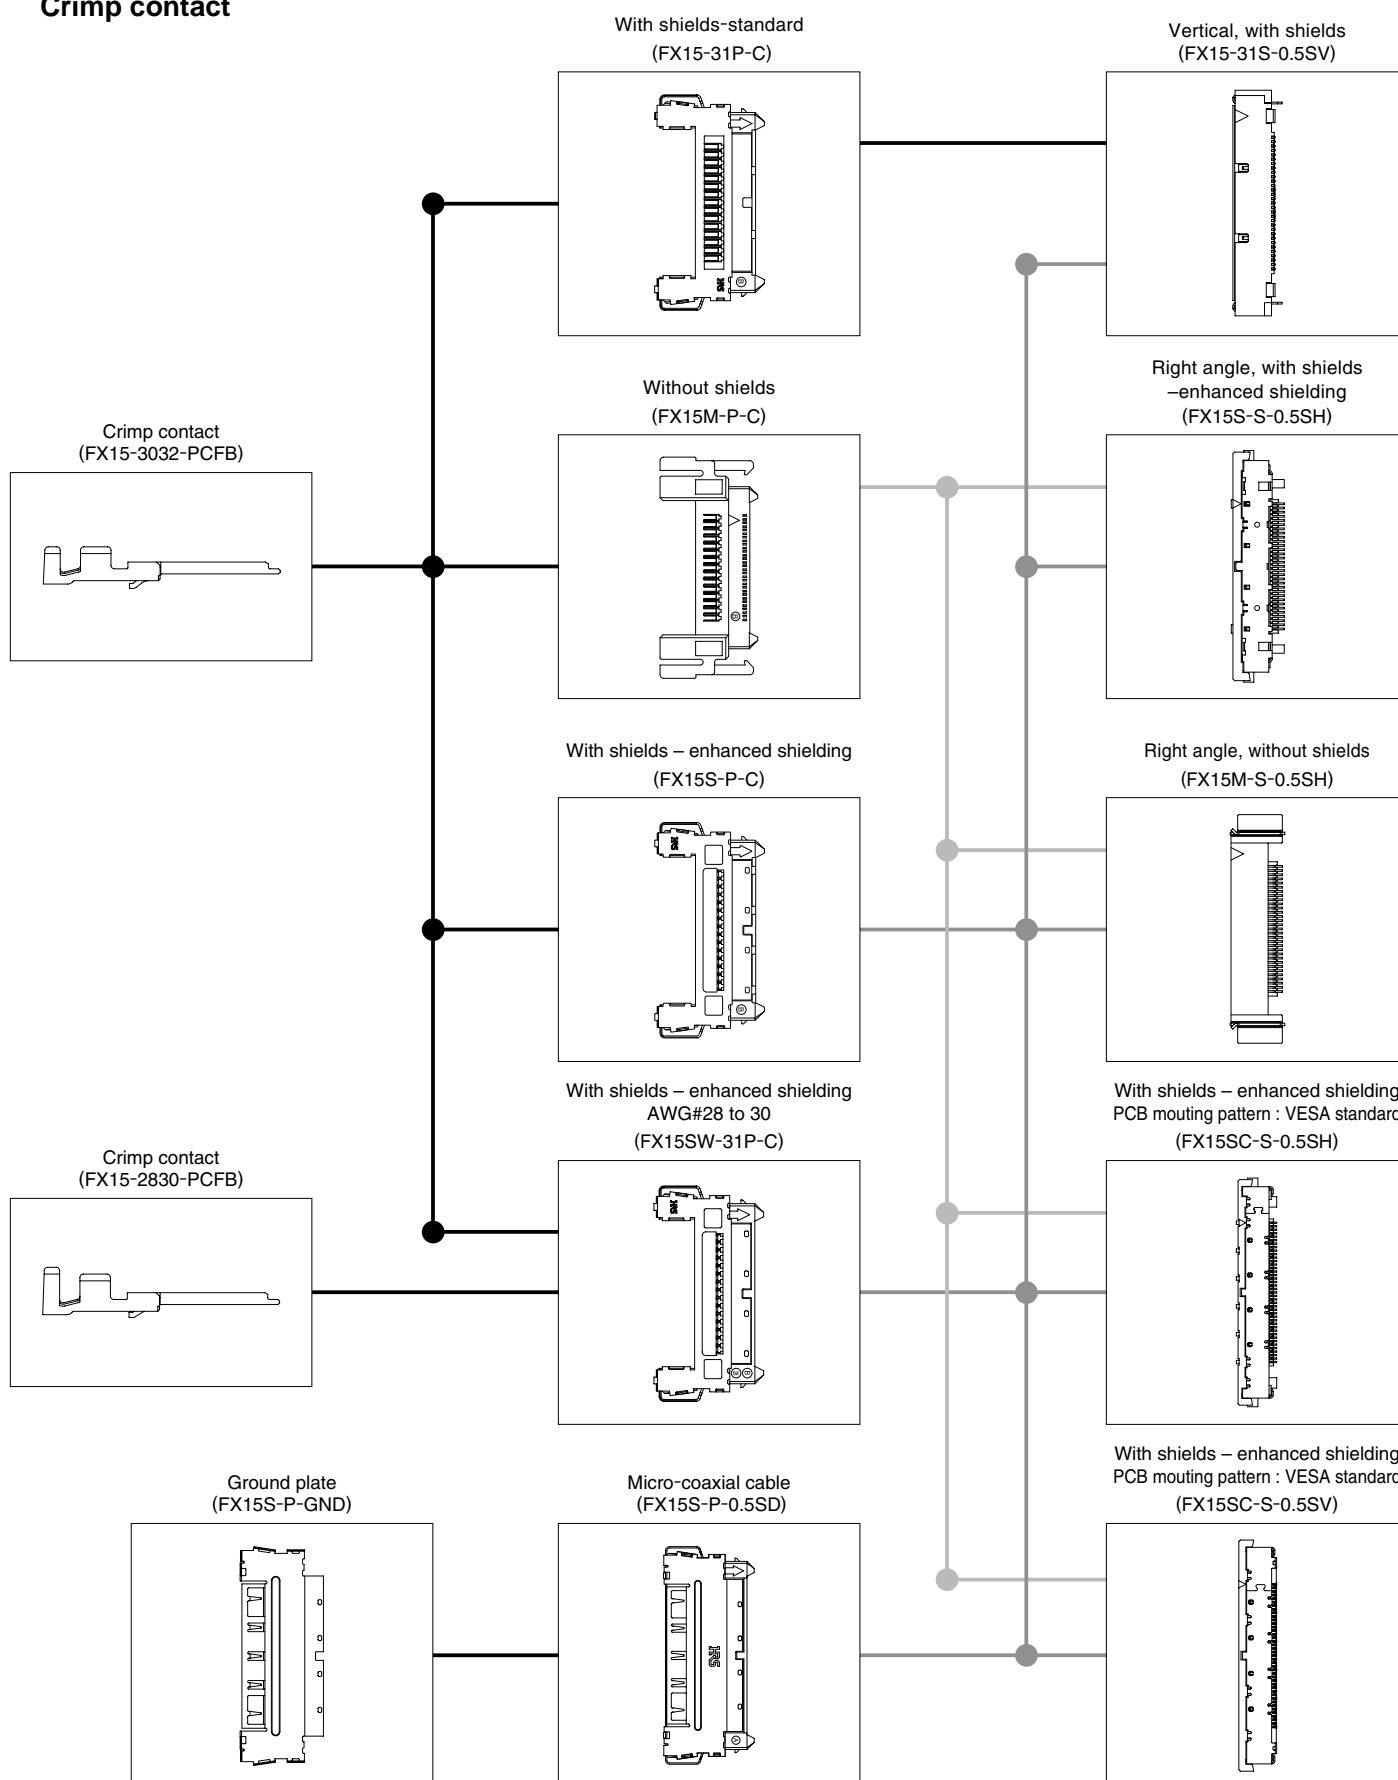 Crimp contact
With shields-standard
(FX15-31P-C)
Vertical, with shields
(FX15-31S-0.5SV)
Without shields
(FX15M-P-C)
Right angle, with shields
–enhanced shielding
(FX15S-S-0.5SH)
Crimp contact
(FX15-3032-PCFB)
With shields – enhanced shielding
(FX15S-P-C)
Right angle, without shields
(FX15M-S-0.5SH)
With shields – enhanced shielding
AWG#28 to 30
(FX15SW-31P-C)
With shields – enhanced shielding
PCB mouting pattern : VESA standard
(FX15SC-S-0.5SH)
Crimp contact
(FX15-2830-PCFB)
Ground plate
(FX15S-P-GND)
Micro-coaxial cable
(FX15S-P-0.5SD)
With shields – enhanced shielding
PCB mouting pattern : VESA standard
(FX15SC-S-0.5SV)
HRS
HRS
HRS
HRS